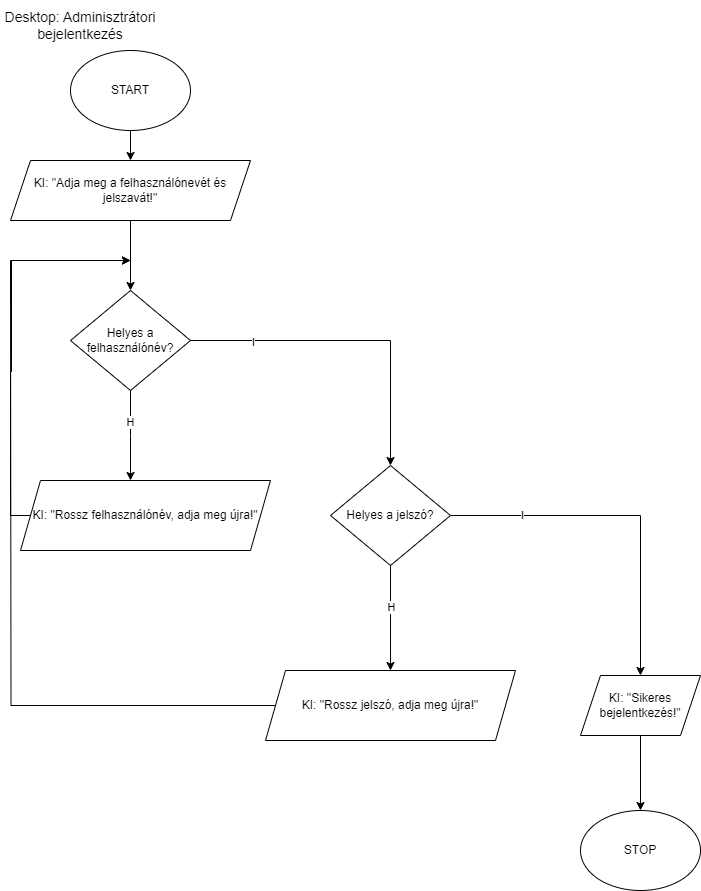 Desktop: Adminisztrátori
bejelentkezés
START
KI: "Adja meg a felhasználónevét és
jelszavát!"
Helyes a
felhasználónév?
I
H
KI: "Rossz felhasználónév, adja meg újra!"
Helyes a jelszó?
I
H
KI: "Rossz jelszó, adja meg újra!"
KI: "Sikeres
bejelentkezés!"
STOP